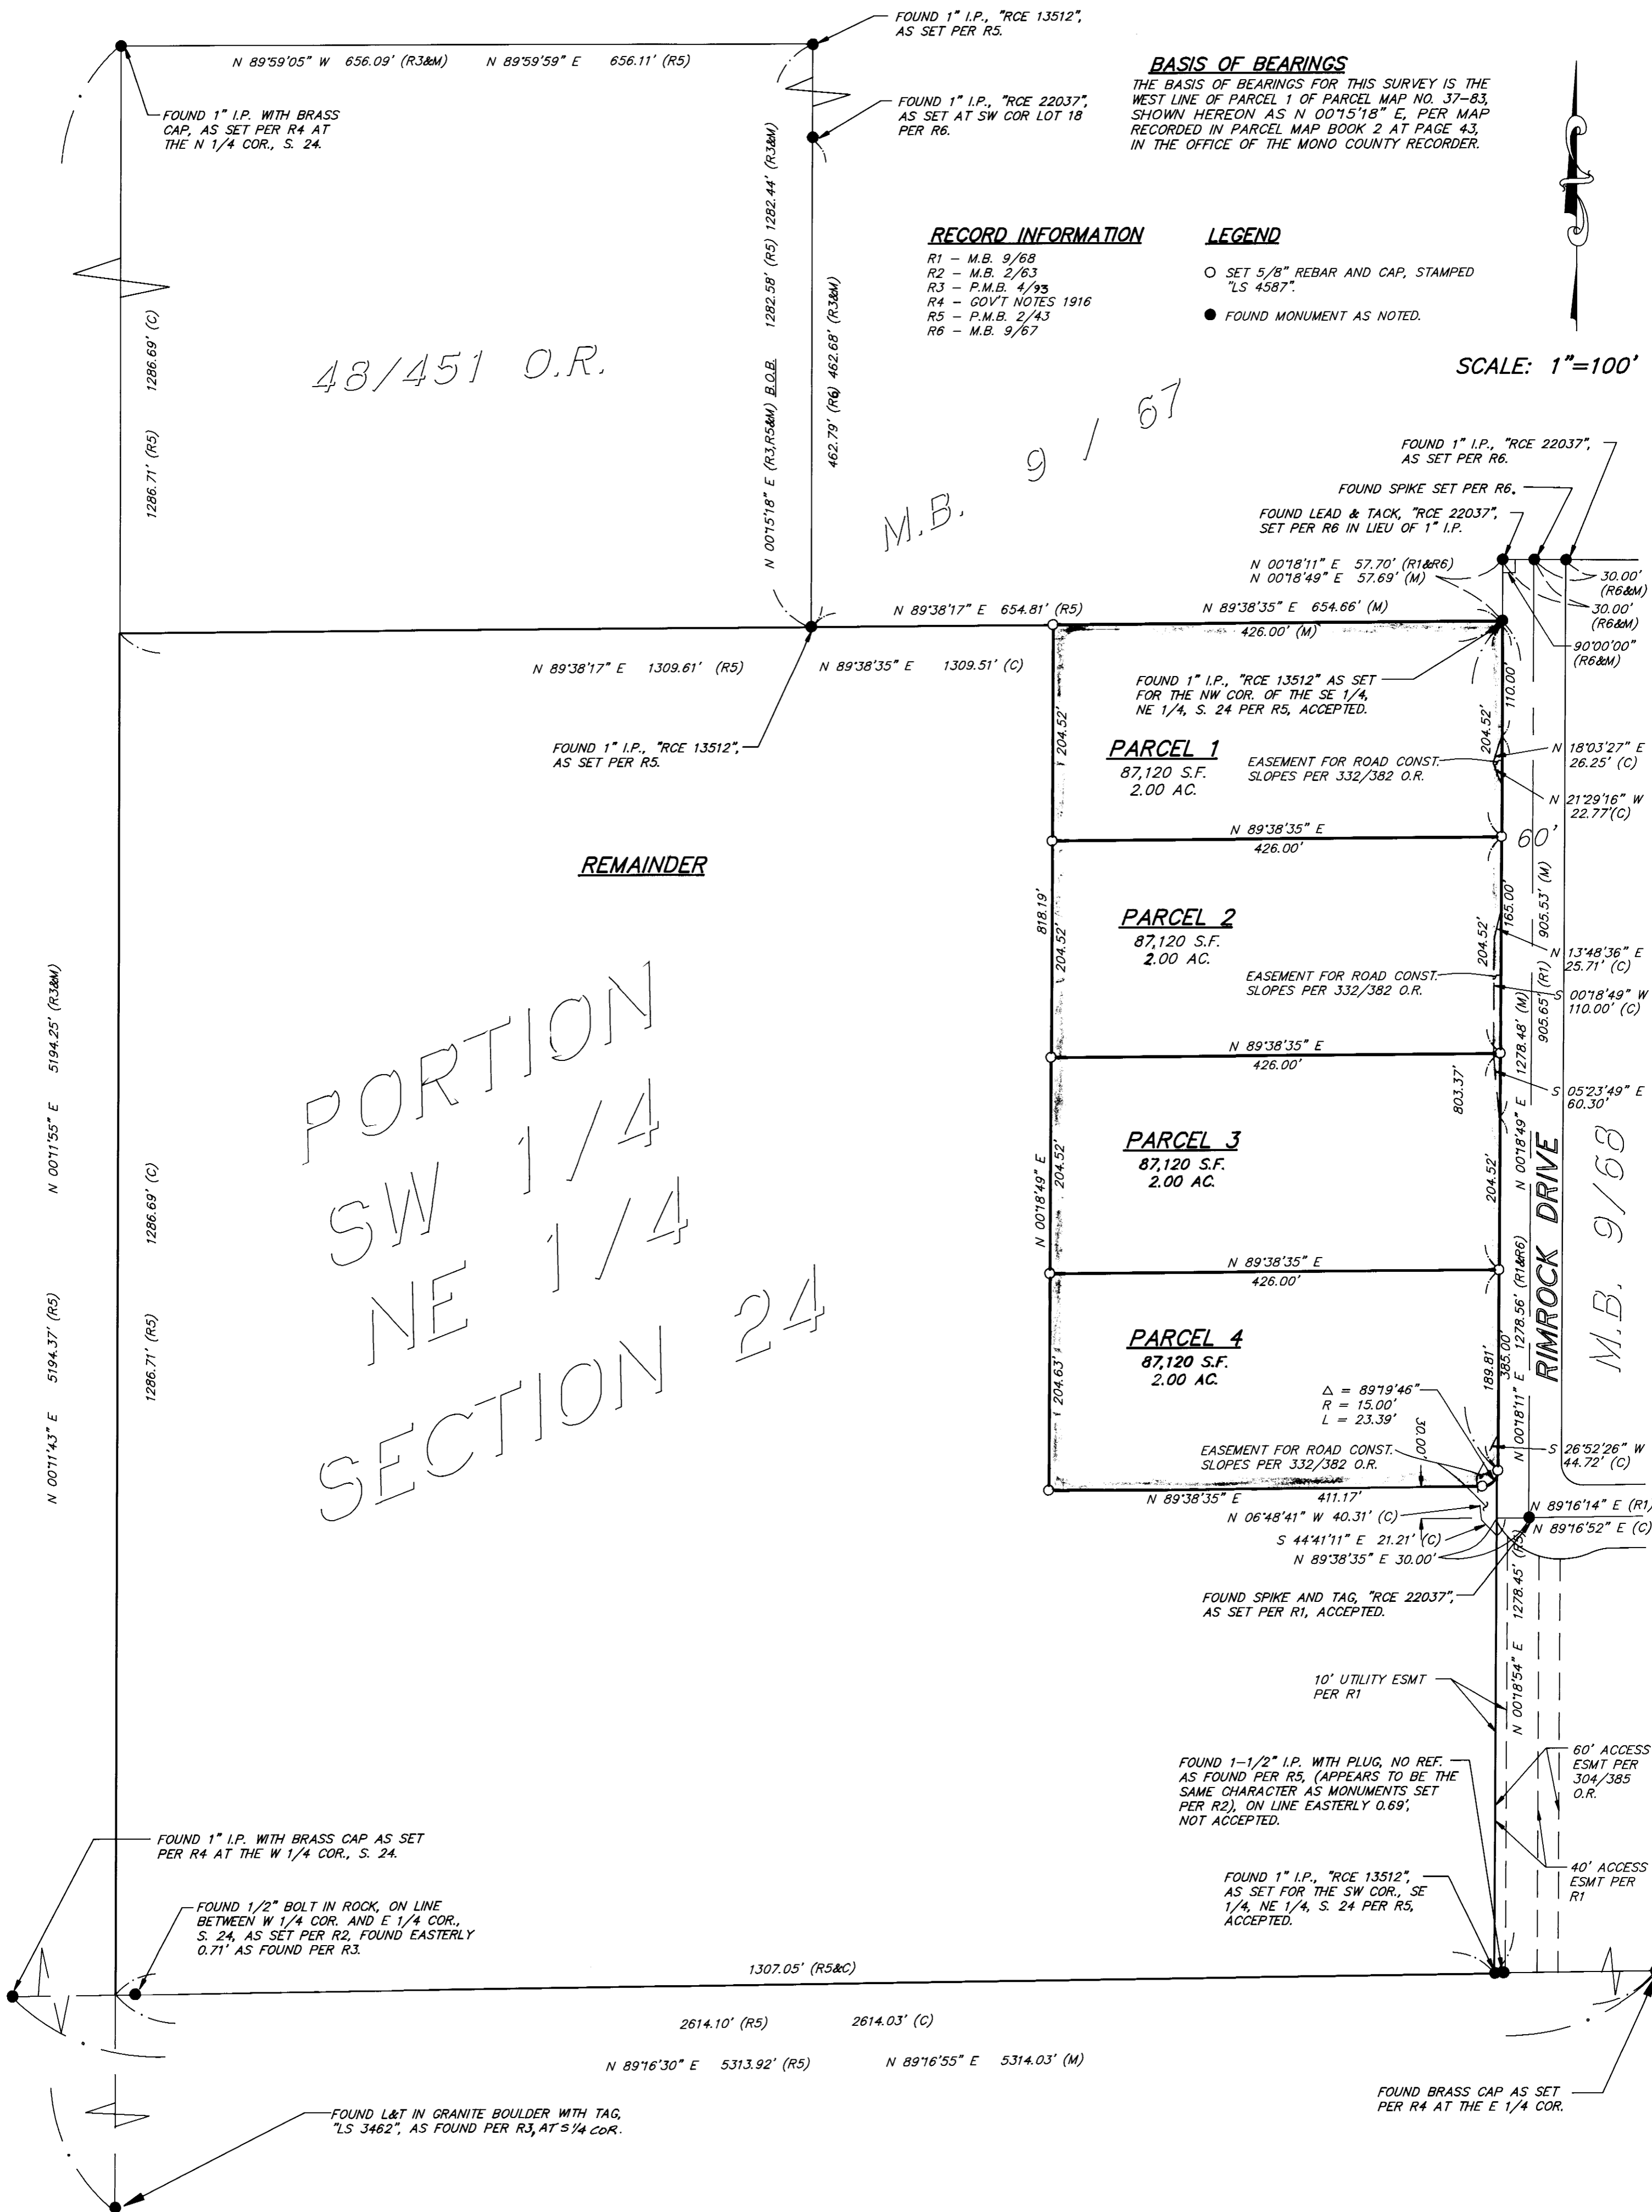 FOUND 1" I.P., "RCE 13512",
AS SET PER R5.
N 89°59'05" W 656.09' (R3&M)
N 89°59'59" E 656.11' (R5)
FOUND 1" I.P. WITH BRASS
CAP, AS SET PER R4 AT
THE N 1/4 COR., S. 24.
FOUND 1" I.P., "RCE 22037",
AS SET AT SW COR LOT 18
PER R6.
BASIS OF BEARINGS
THE BASIS OF BEARINGS FOR THIS SURVEY IS THE
WEST LINE OF PARCEL 1 OF PARCEL MAP NO. 37-83,
SHOWN HEREON AS N 00°15'18" E, PER MAP
RECORDED IN PARCEL MAP BOOK 2 AT PAGE 43,
IN THE OFFICE OF THE MONO COUNTY RECORDER.
RECORD INFORMATION
R1 - M.B. 9/68
R2 - M.B. 2/63
R3 - P.M.B. 4/93
R4 - GOV'T NOTES 1916
R5 - P.M.B. 2/43
R6 - M.B. 9/67
LEGEND
SET 5/8" REBAR AND CAP, STAMPED
"LS 4587".
FOUND MONUMENT AS NOTED.
SCALE: 1"=100'
1286.71' (R5) 1286.69' (C)
48/451 O.R.
N 00°15'18" E (R3,R5&M) B.O.B. 1282.58' (R5) 1282.44' (R3&M)
462.79' (R6) 462.68' (R3&M)
M.B. 9 / 67
FOUND 1" I.P., "RCE 22037",
AS SET PER R6.
FOUND SPIKE SET PER R6.
FOUND LEAD & TACK, "RCE 22037",
SET PER R6 IN LIEU OF 1" I.P.
N 00°18'11" E 57.70' (R1&R6)
N 00°18'49" E 57.69' (M)
30.00'
(R6&M)
30.00'
(R6&M)
90°00'00"
(R6&M)
N 89°38'17" E 654.81' (R5)
N 89°38'35" E 654.66' (M)
426.00' (M)
N 89°38'17" E 1309.61' (R5)
N 89°38'35" E 1309.51' (C)
FOUND 1" I.P., "RCE 13512",
AS SET PER R5.
FOUND 1" I.P., "RCE 13512" AS SET
FOR THE NW COR. OF THE SE 1/4,
NE 1/4, S. 24 PER R5, ACCEPTED.
204.52'
204.52'
110.00'
PARCEL 1
87,120 S.F.
2.00 AC.
EASEMENT FOR ROAD CONST.
SLOPES PER 332/382 O.R.
N 18°03'27" E
26.25' (C)
N 21°29'16" W
22.77'(C)
N 89°38'35" E
426.00'
60'
REMAINDER
818.19'
204.52'
204.52'
165.00'
PARCEL 2
87,120 S.F.
2.00 AC.
EASEMENT FOR ROAD CONST.
SLOPES PER 332/382 O.R.
905.53' (M)
905.65' (R1)
N 13°48'36" E
25.71' (C)
S 00°18'49" W
110.00' (C)
N 89°38'35" E
426.00'
S 05°23'49" E
60.30'
803.37'
N 00°18'49" E 1278.48' (M)
N 00°18'11" E 1278.56' (R1&R6)
RIMROCK DRIVE
M.B. 9/68
PORTION
SW 1/4
NE 1/4
SECTION 24
N 00°11'55" E 5194.25' (R3&M)
N 00°11'43" E 5194.37' (R5)
1286.69' (C)
1286.71' (R5)
N 00°18'49" E
204.52'
204.52'
PARCEL 3
87,120 S.F.
2.00 AC.
N 89°38'35" E
426.00'
204.63'
189.81'
385.00'
PARCEL 4
87,120 S.F.
2.00 AC.
Δ = 89°19'46"
R = 15.00'
L = 23.39'
EASEMENT FOR ROAD CONST.
SLOPES PER 332/382 O.R.
30.00'
S 26°52'26" W
44.72' (C)
N 89°38'35" E 411.17'
N 06°48'41" W 40.31' (C)
S 44°41'11" E 21.21' (C)
N 89°38'35" E 30.00'
N 89°16'14" E (R1)
N 89°16'52" E (C)
FOUND SPIKE AND TAG, "RCE 22037",
AS SET PER R1, ACCEPTED.
N 00°18'54" E 1278.45' (R5)
10' UTILITY ESMT
PER R1
FOUND 1-1/2" I.P. WITH PLUG, NO REF.
AS FOUND PER R5, (APPEARS TO BE THE
SAME CHARACTER AS MONUMENTS SET
PER R2), ON LINE EASTERLY 0.69',
NOT ACCEPTED.
60' ACCESS
ESMT PER
304/385
O.R.
40' ACCESS
ESMT PER
R1
FOUND 1" I.P. WITH BRASS CAP AS SET
PER R4 AT THE W 1/4 COR., S. 24.
FOUND 1/2" BOLT IN ROCK, ON LINE
BETWEEN W 1/4 COR. AND E 1/4 COR.,
S. 24, AS SET PER R2, FOUND EASTERLY
0.71' AS FOUND PER R3.
FOUND 1" I.P., "RCE 13512",
AS SET FOR THE SW COR., SE
1/4, NE 1/4, S. 24 PER R5,
ACCEPTED.
1307.05' (R5&C)
2614.10' (R5) 2614.03' (C)
N 89°16'30" E 5313.92' (R5)
N 89°16'55" E 5314.03' (M)
FOUND L&T IN GRANITE BOULDER WITH TAG,
"LS 3462", AS FOUND PER R3, AT S 1/4 COR.
FOUND BRASS CAP AS SET
PER R4 AT THE E 1/4 COR.